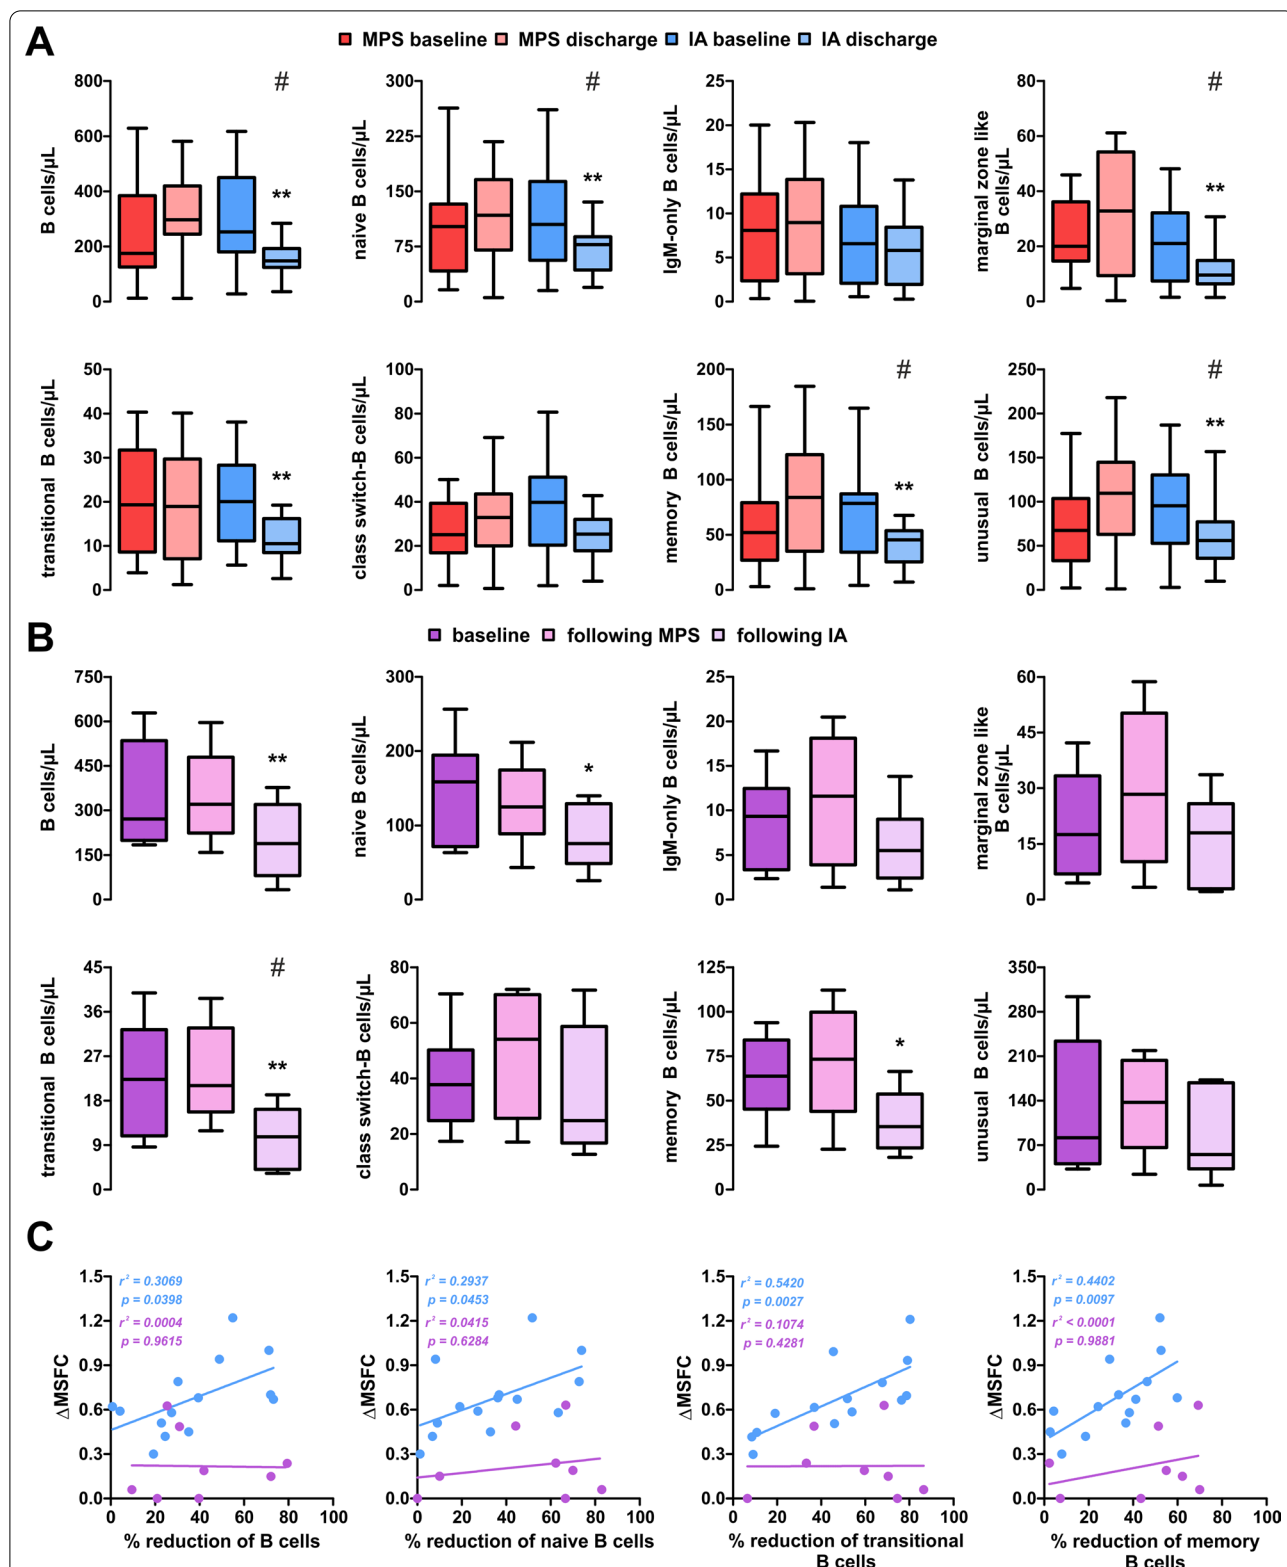 A
MPS baseline MPS discharge IA baseline IA discharge
B cells/μL
800
600
400
200
0
#
**
naive B cells/μL
300
225
150
75
0
#
**
IgM-only B cells/μL
25
20
15
10
5
0
marginal zone like
B cells/μL
80
60
40
20
0
#
**
transitional B cells/μL
50
40
30
20
10
0
**
class switch-B cells/μL
100
80
60
40
20
0
memory B cells/μL
200
150
100
50
0
#
**
unusual B cells/μL
250
200
150
100
50
0
#
**
B
baseline following MPS following IA
B cells/μL
750
600
450
300
150
0
**
naive B cells/μL
300
200
100
0
*
IgM-only B cells/μL
25
20
15
10
5
0
marginal zone like
B cells/μL
60
45
30
15
0
transitional B cells/μL
45
36
27
18
9
0
#
**
class switch-B cells/μL
80
60
40
20
0
memory B cells/μL
125
100
75
50
25
0
*
unusual B cells/μL
350
280
210
140
70
0
C
△MSFC
1.5
1.2
0.9
0.6
0.3
0.0
r² = 0.3069
p = 0.0398
r² = 0.0004
p = 0.9615
0 20 40 60 80 100
% reduction of B cells
△MSFC
1.5
1.2
0.9
0.6
0.3
0.0
r² = 0.2937
p = 0.0453
r² = 0.0415
p = 0.6284
0 20 40 60 80 100
% reduction of naive B cells
△MSFC
1.5
1.2
0.9
0.6
0.3
0.0
r² = 0.5420
p = 0.0027
r² = 0.1074
p = 0.4281
0 20 40 60 80 100
% reduction of transitional
B cells
△MSFC
1.5
1.2
0.9
0.6
0.3
0.0
r² = 0.4402
p = 0.0097
r² < 0.0001
p = 0.9881
0 20 40 60 80 100
% reduction of memory
B cells